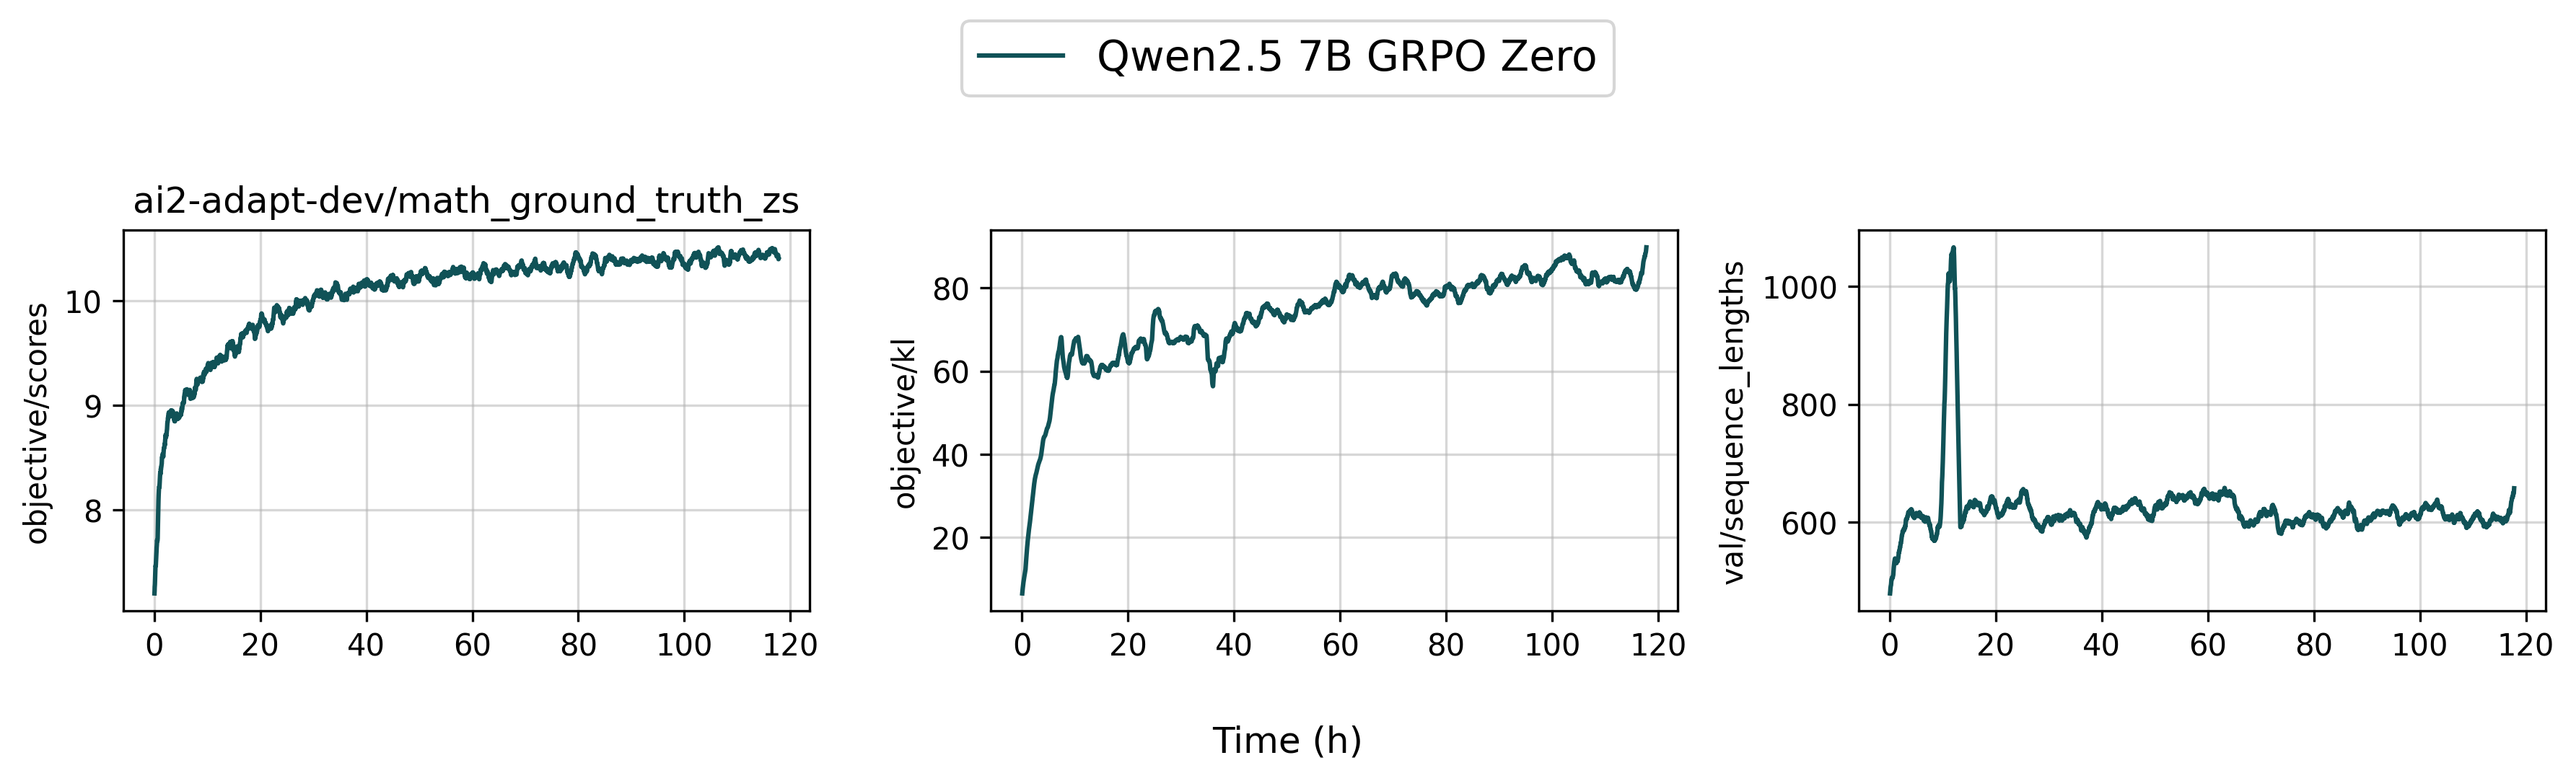 Qwen2.5 7B GRPO Zero
ai2-adapt-dev/math_ground_truth_zs
objective/scores
10
9
8
0 20 40 60 80 100 120
objective/kl
80
60
40
20
0 20 40 60 80 100 120
val/sequence_lengths
1000
800
600
0 20 40 60 80 100 120
Time (h)